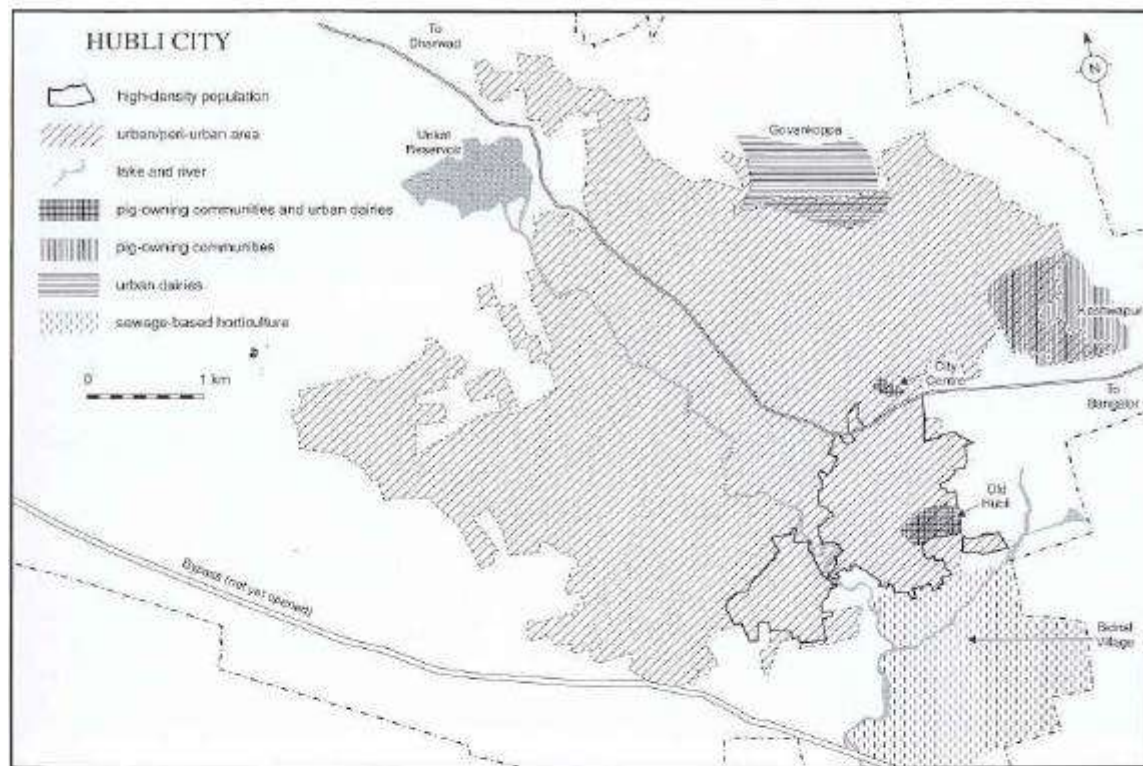 HUBLI CITY
high-density population
urban/peri-urban area
lake and river
pig-owning communities and urban dairies
pig-owning communities
urban dairies
sewage-based horticulture
0
1 km
To
Dharwad
N
Unkal
Reservoir
Govankoppa
City
Centre
To
Old
Hubli
Bypass (not yet opened)
Bidnal
Village